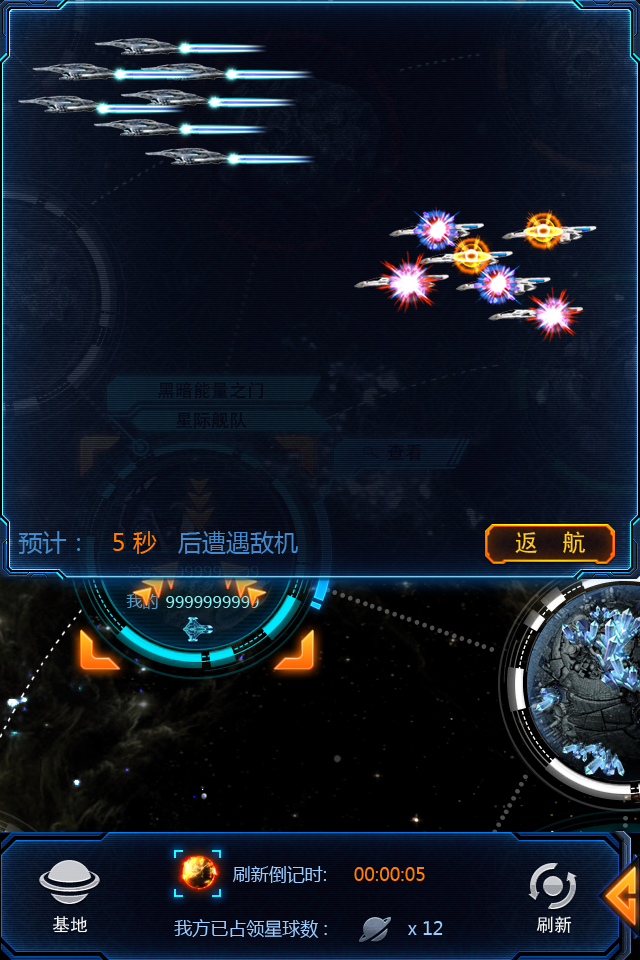 黑暗能量之门
星际舰队
查看
预计： 5 秒 后遭遇敌机
返 航
我的 9999999999
刷新倒记时: 00:00:05
基地
刷新
我方已占领星球数： x 12